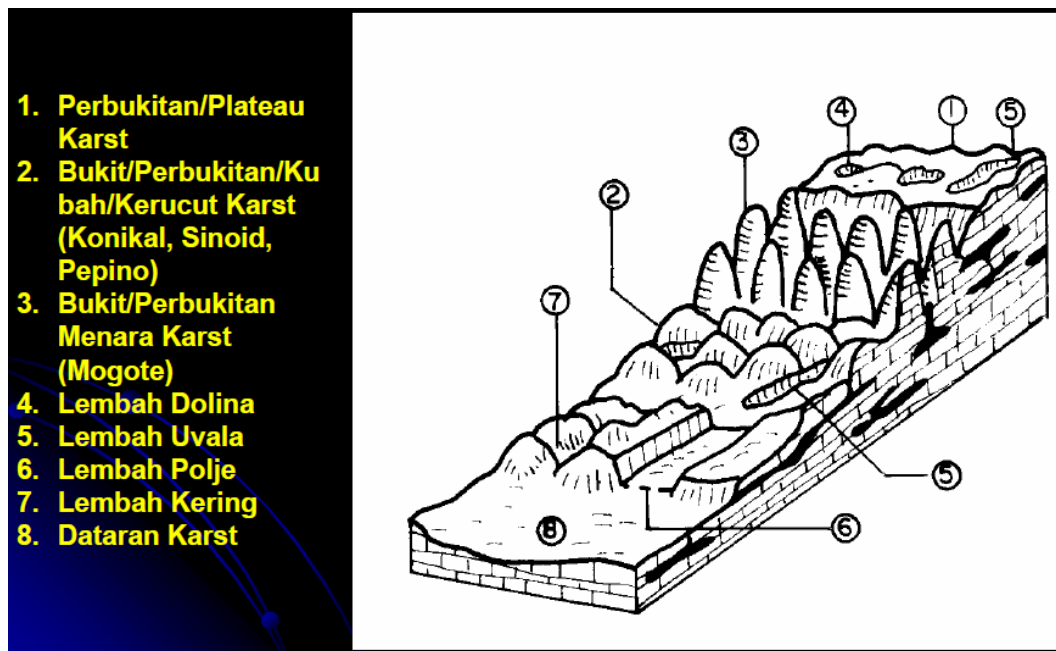 1. Perbukitan/Plateau
Karst
2. Bukit/Perbukitan/Ku
bah/Kerucut Karst
(Konikal, Sinoid,
Pepino)
3. Bukit/Perbukitan
Menara Karst
(Mogote)
4. Lembah Dolina
5. Lembah Uvala
6. Lembah Polje
7. Lembah Kering
8. Dataran Karst
4 1 5
3
2
7
5
8 6